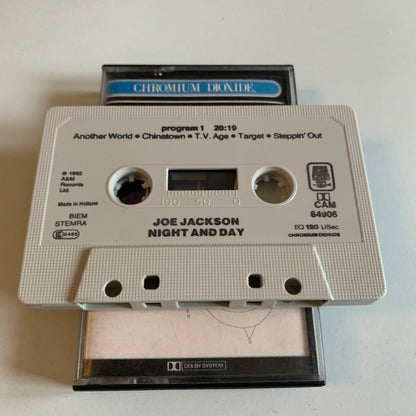 CHROMIUM DIOXIDE
program 1 20:19
Another World • Chinatown • T.V. Age • Target • Steppin' Out
℗ 1982
A&M
Records
Ltd.
Made in Holland
BIEM
STEMRA
100 50 0
CAM
64906
EQ 120 µSec
CHROMIUM DIOXIDE
JOE JACKSON
NIGHT AND DAY
DOLBY SYSTEM